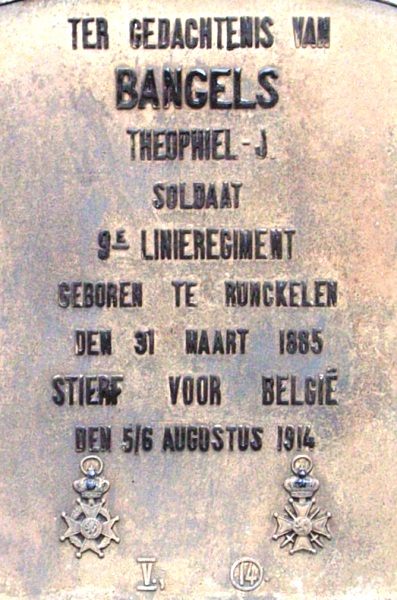 TER GEDACHTENIS VAN
BANGELS
THEOPHIEL-J.
SOLDAAT
9E LINIEREGIMENT
GEBOREN TE RUNCKELEN
DEN 31 MAART 1885
STIERF VOOR BELGIË
DEN 5/6 AUGUSTUS 1914
V, 14.